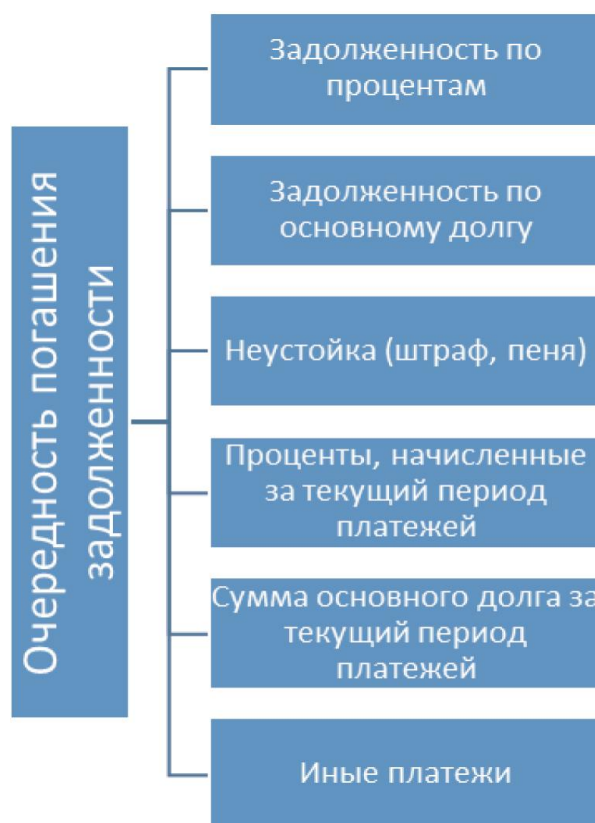 Очередность погашения
задолженности
Задолженность по
процентам
Задолженность по
основному долгу
Неустойка (штраф, пеня)
Проценты, начисленные
за текущий период
платежей
Сумма основного долга за
текущий период
платежей
Иные платежи